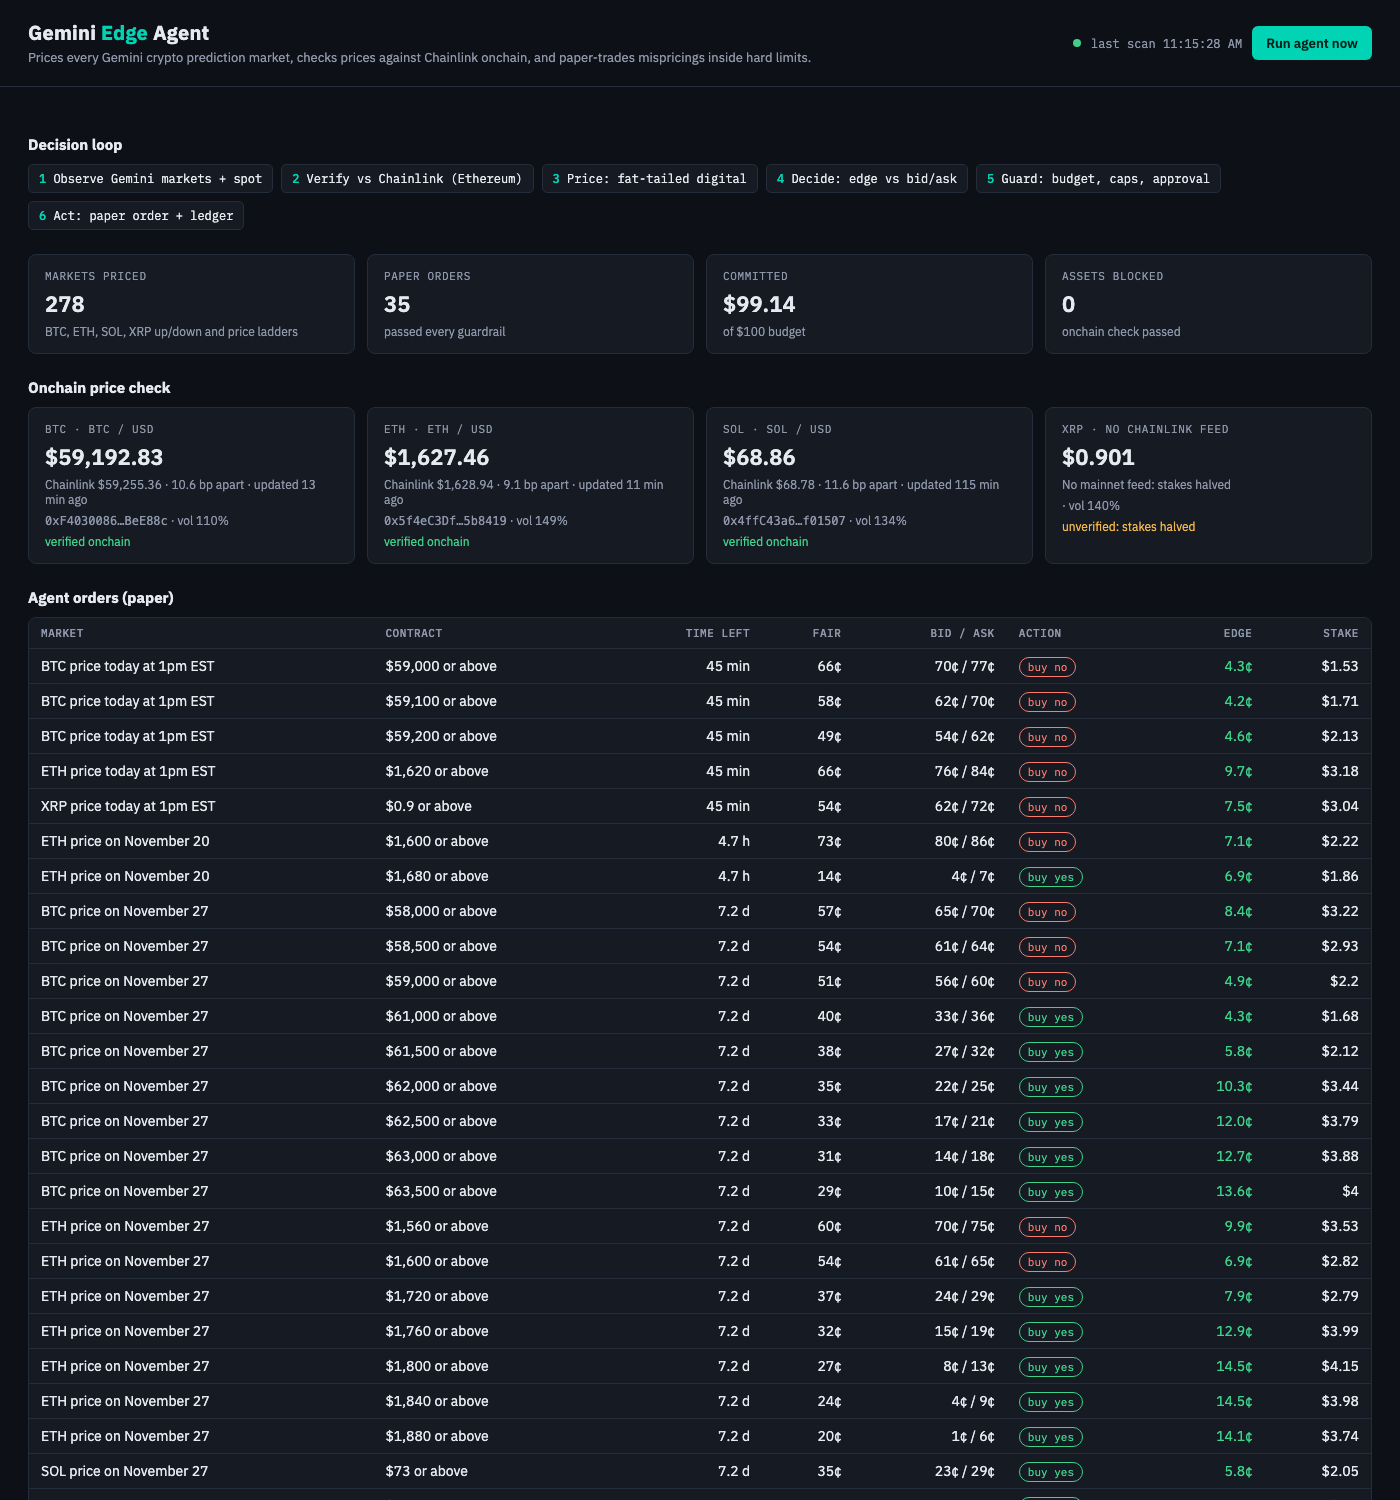 Gemini Edge Agent
Prices every Gemini crypto prediction market, checks prices against Chainlink onchain, and paper-trades mispricings inside hard limits.
last scan 11:15:28 AM
Run agent now
Decision loop
1 Observe Gemini markets + spot
2 Verify vs Chainlink (Ethereum)
3 Price: fat-tailed digital
4 Decide: edge vs bid/ask
5 Guard: budget, caps, approval
6 Act: paper order + ledger
MARKETS PRICED
278
BTC, ETH, SOL, XRP up/down and price ladders
PAPER ORDERS
35
passed every guardrail
COMMITTED
$99.14
of $100 budget
ASSETS BLOCKED
0
onchain check passed
Onchain price check
BTC · BTC / USD
$59,192.83
Chainlink $59,255.36 · 10.6 bp apart · updated 13
min ago
0xF4030086…BeE88c · vol 110%
verified onchain
ETH · ETH / USD
$1,627.46
Chainlink $1,628.94 · 9.1 bp apart · updated 11 min
ago
0x5f4eC3Df…5b8419 · vol 149%
verified onchain
SOL · SOL / USD
$68.86
Chainlink $68.78 · 11.6 bp apart · updated 115 min
ago
0x4ffC43a6…f01507 · vol 134%
verified onchain
XRP · NO CHAINLINK FEED
$0.901
No mainnet feed: stakes halved
· vol 140%
unverified: stakes halved
Agent orders (paper)
MARKET CONTRACT TIME LEFT FAIR BID / ASK ACTION EDGE STAKE
BTC price today at 1pm EST $59,000 or above 45 min 66¢ 70¢ / 77¢ buy no 4.3¢ $1.53
BTC price today at 1pm EST $59,100 or above 45 min 58¢ 62¢ / 70¢ buy no 4.2¢ $1.71
BTC price today at 1pm EST $59,200 or above 45 min 49¢ 54¢ / 62¢ buy no 4.6¢ $2.13
ETH price today at 1pm EST $1,620 or above 45 min 66¢ 76¢ / 84¢ buy no 9.7¢ $3.18
XRP price today at 1pm EST $0.9 or above 45 min 54¢ 62¢ / 72¢ buy no 7.5¢ $3.04
ETH price on November 20 $1,600 or above 4.7 h 73¢ 80¢ / 86¢ buy no 7.1¢ $2.22
ETH price on November 20 $1,680 or above 4.7 h 14¢ 4¢ / 7¢ buy yes 6.9¢ $1.86
BTC price on November 27 $58,000 or above 7.2 d 57¢ 65¢ / 70¢ buy no 8.4¢ $3.22
BTC price on November 27 $58,500 or above 7.2 d 54¢ 61¢ / 64¢ buy no 7.1¢ $2.93
BTC price on November 27 $59,000 or above 7.2 d 51¢ 56¢ / 60¢ buy no 4.9¢ $2.2
BTC price on November 27 $61,000 or above 7.2 d 40¢ 33¢ / 36¢ buy yes 4.3¢ $1.68
BTC price on November 27 $61,500 or above 7.2 d 38¢ 27¢ / 32¢ buy yes 5.8¢ $2.12
BTC price on November 27 $62,000 or above 7.2 d 35¢ 22¢ / 25¢ buy yes 10.3¢ $3.44
BTC price on November 27 $62,500 or above 7.2 d 33¢ 17¢ / 21¢ buy yes 12.0¢ $3.79
BTC price on November 27 $63,000 or above 7.2 d 31¢ 14¢ / 18¢ buy yes 12.7¢ $3.88
BTC price on November 27 $63,500 or above 7.2 d 29¢ 10¢ / 15¢ buy yes 13.6¢ $4
ETH price on November 27 $1,560 or above 7.2 d 60¢ 70¢ / 75¢ buy no 9.9¢ $3.53
ETH price on November 27 $1,600 or above 7.2 d 54¢ 61¢ / 65¢ buy no 6.9¢ $2.82
ETH price on November 27 $1,720 or above 7.2 d 37¢ 24¢ / 29¢ buy yes 7.9¢ $2.79
ETH price on November 27 $1,760 or above 7.2 d 32¢ 15¢ / 19¢ buy yes 12.9¢ $3.99
ETH price on November 27 $1,800 or above 7.2 d 27¢ 8¢ / 13¢ buy yes 14.5¢ $4.15
ETH price on November 27 $1,840 or above 7.2 d 24¢ 4¢ / 9¢ buy yes 14.5¢ $3.98
ETH price on November 27 $1,880 or above 7.2 d 20¢ 1¢ / 6¢ buy yes 14.1¢ $3.74
SOL price on November 27 $73 or above 7.2 d 35¢ 23¢ / 29¢ buy yes 5.8¢ $2.05